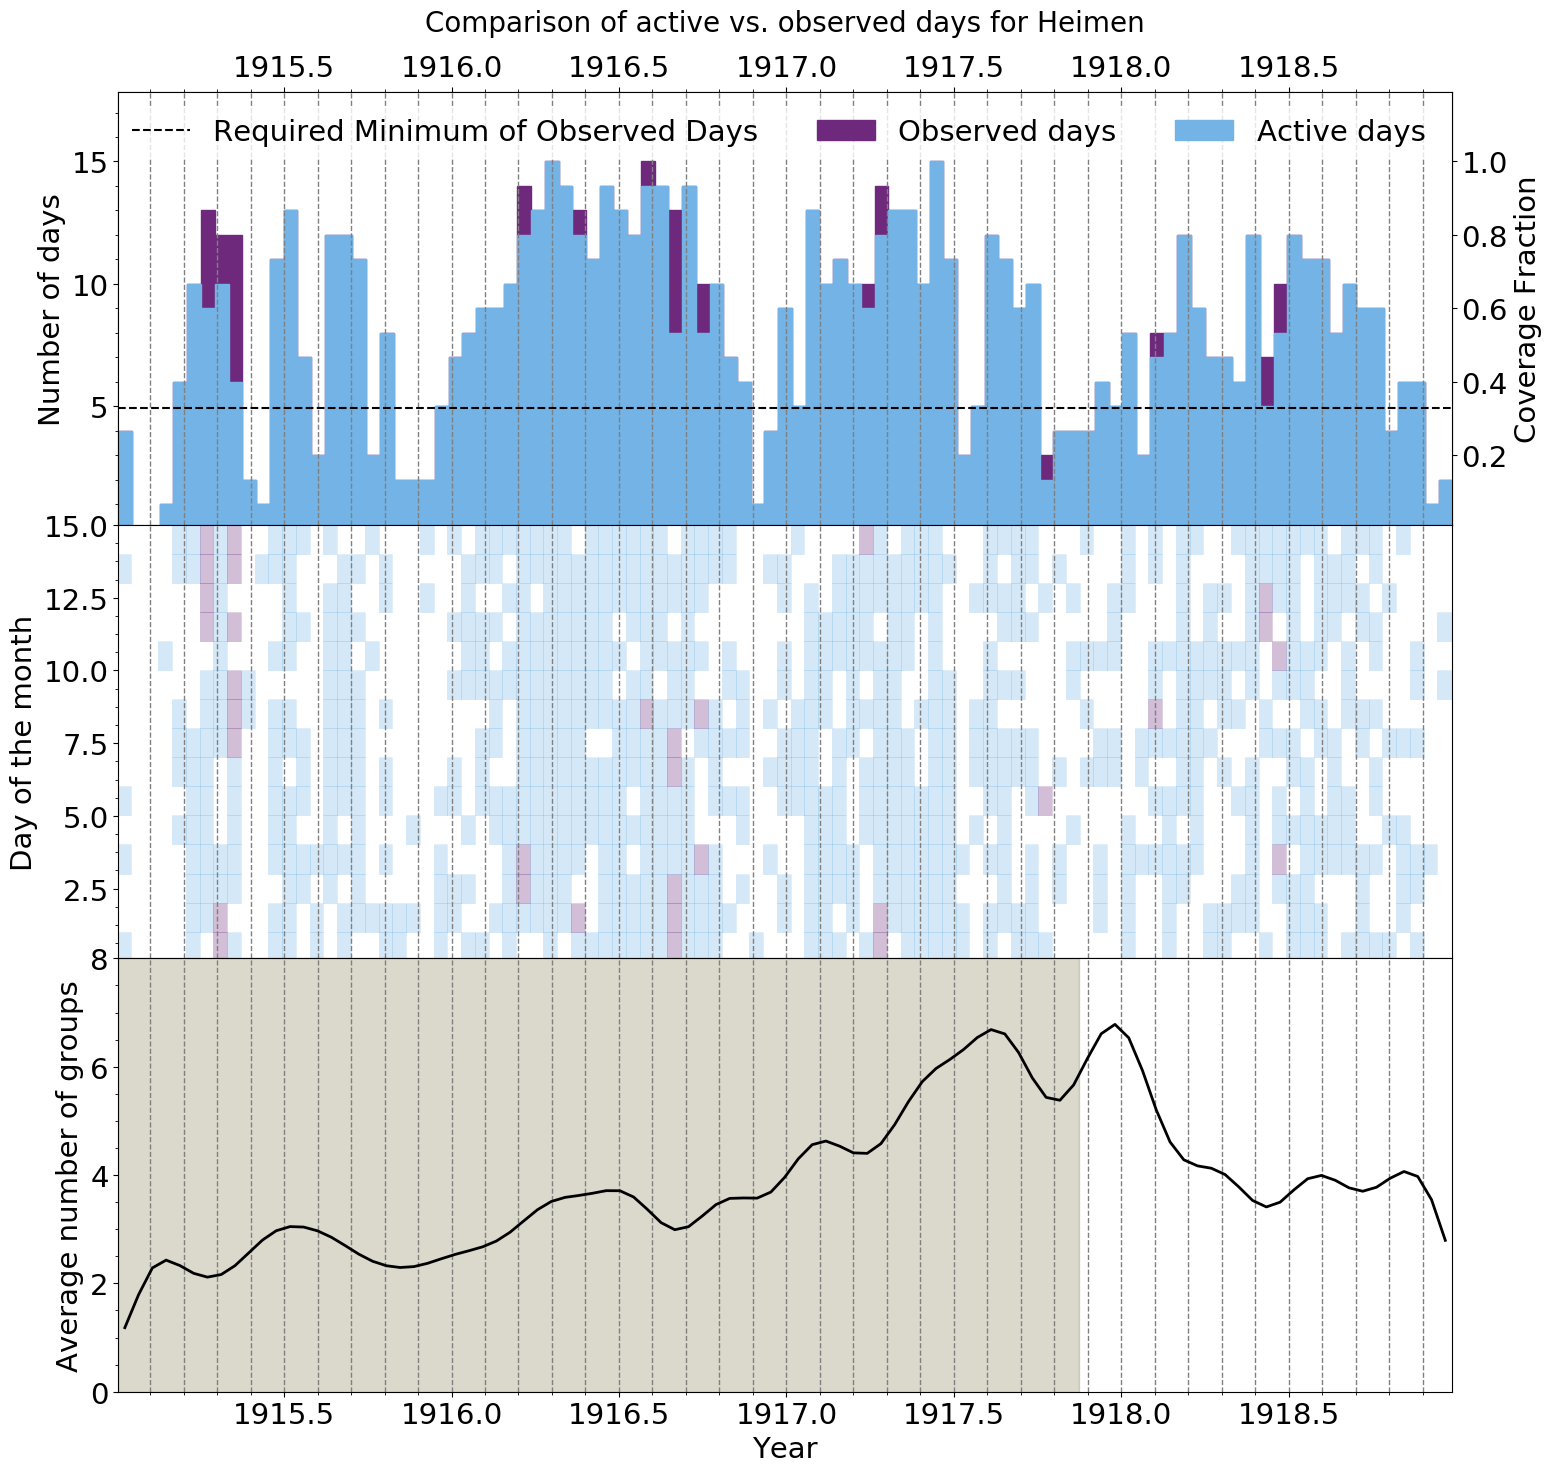 Comparison of active vs. observed days for Heimen
1915.5 1916.0 1916.5 1917.0 1917.5 1918.0 1918.5
Required Minimum of Observed Days Observed days Active days
Number of days
15
10
5
Coverage Fraction
1.0
0.8
0.6
0.4
0.2
Day of the month
15.0
12.5
10.0
7.5
5.0
2.5
Average number of groups
8
6
4
2
0
1915.5 1916.0 1916.5 1917.0 1917.5 1918.0 1918.5
Year